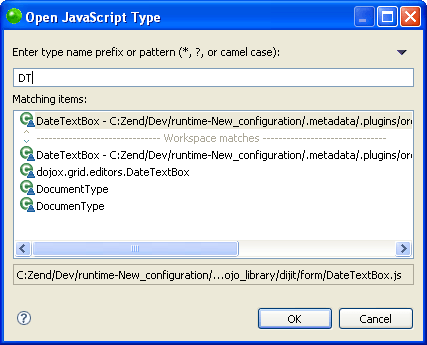 Open JavaScript Type
Enter type name prefix or pattern (*, ?, or camel case):
DT
Matching items:
DateTextBox - C:Zend/Dev/runtime-New_configuration/.metadata/.plugins/or
Workspace matches
DateTextBox - C:Zend/Dev/runtime-New_configuration/.metadata/.plugins/or
dojox.grid.editors.DateTextBox
DocumentType
DocumenType
C:Zend/Dev/runtime-New_configuration/...ojo_library/dijit/form/DateTextBox.js
?
OK
Cancel